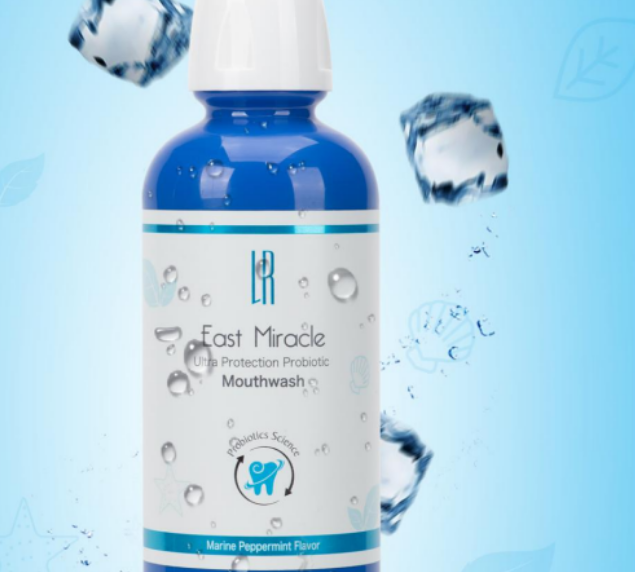 LR
East Miracle
Ultra Protection Probiotic
Mouthwash
Probiotics Science
Marine Peppermint Flavor